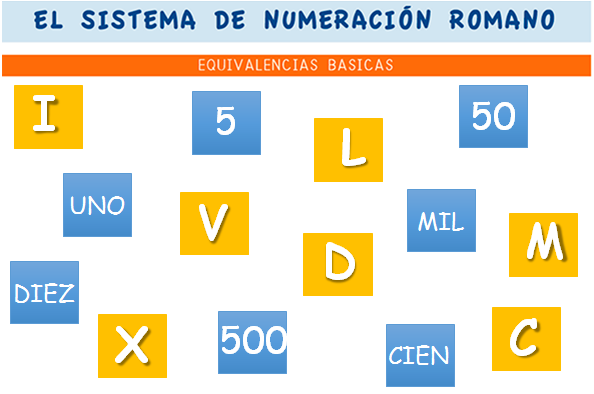 EL SISTEMA DE NUMERACIÓN ROMANO
EQUIVALENCIAS BASICAS
I
5
L
50
UNO
V
MIL
D
M
DIEZ
X
500
CIEN
C